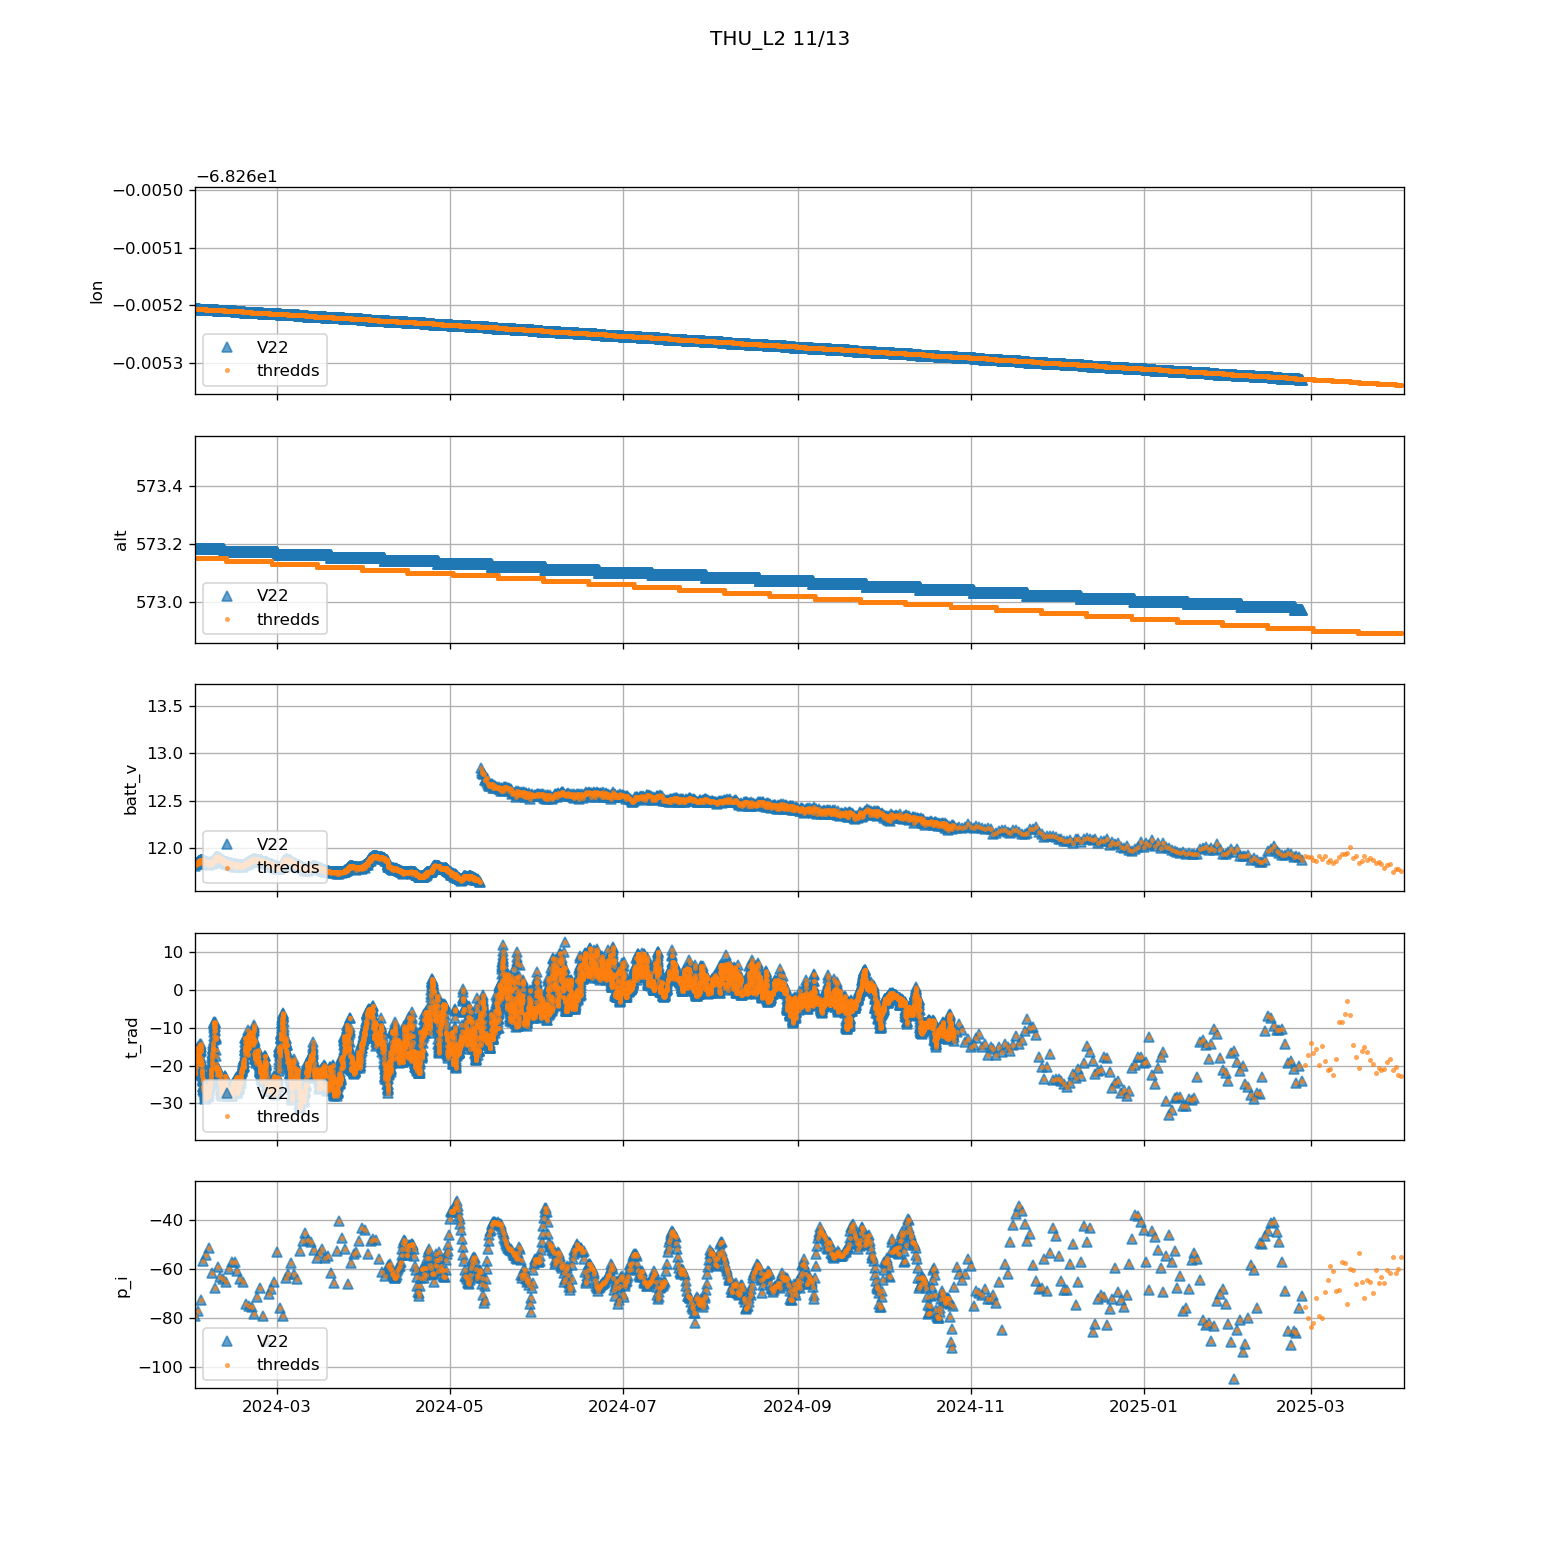 THU_L2 11/13
−6.826e1
−0.0050
−0.0051
−0.0052
−0.0053
lon
V22
thredds
573.4
573.2
573.0
alt
V22
thredds
13.5
13.0
12.5
12.0
batt_v
V22
thredds
10
0
−10
−20
−30
t_rad
V22
thredds
−40
−60
−80
−100
p_i
V22
thredds
2024-03 2024-05 2024-07 2024-09 2024-11 2025-01 2025-03